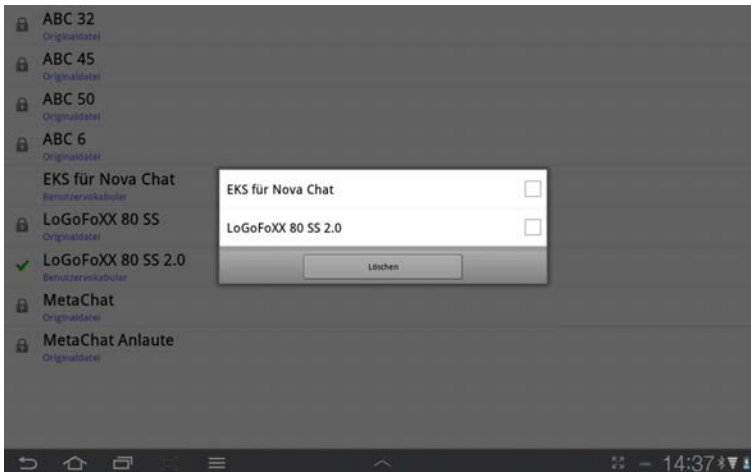 ABC 32
Originaldatei
ABC 45
Originaldatei
ABC 50
Originaldatei
ABC 6
Originaldatei
EKS für Nova Chat
Benutzervokabular
LoGoFoXX 80 SS
Originaldatei
LoGoFoXX 80 SS 2.0
Benutzervokabular
MetaChat
Originaldatei
MetaChat Anlaute
Originaldatei
EKS für Nova Chat
LoGoFoXX 80 SS 2.0
Löschen
14:37